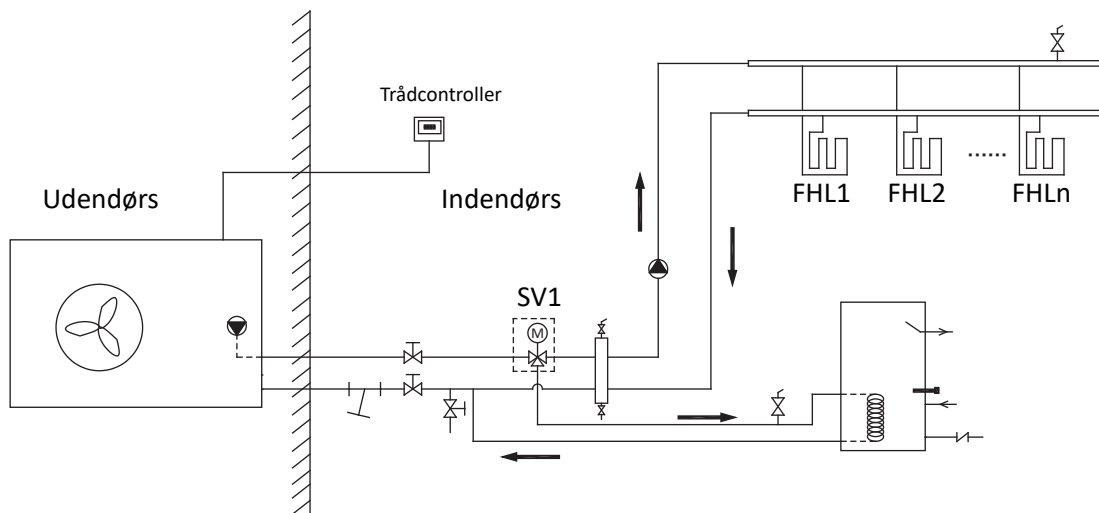 Trådcontroller
Udendørs
Indendørs
FHL1
FHL2
......
FHLn
SV1
M